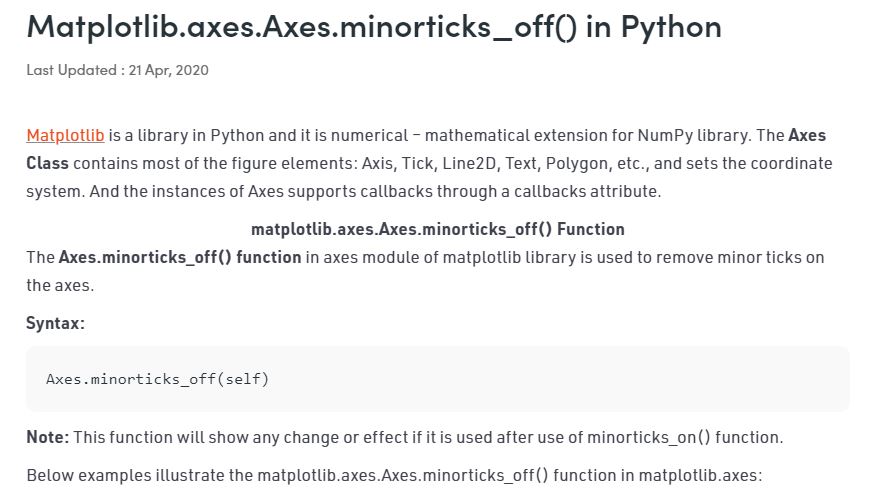 Matplotlib.axes.Axes.minorticks_off() in Python
Last Updated : 21 Apr, 2020
Matplotlib is a library in Python and it is numerical – mathematical extension for NumPy library. The Axes
Class contains most of the figure elements: Axis, Tick, Line2D, Text, Polygon, etc., and sets the coordinate
system. And the instances of Axes supports callbacks through a callbacks attribute.
matplotlib.axes.Axes.minorticks_off() Function
The Axes.minorticks_off() function in axes module of matplotlib library is used to remove minor ticks on
the axes.
Syntax:
Axes.minorticks_off(self)
Note: This function will show any change or effect if it is used after use of minorticks_on() function.
Below examples illustrate the matplotlib.axes.Axes.minorticks_off() function in matplotlib.axes: